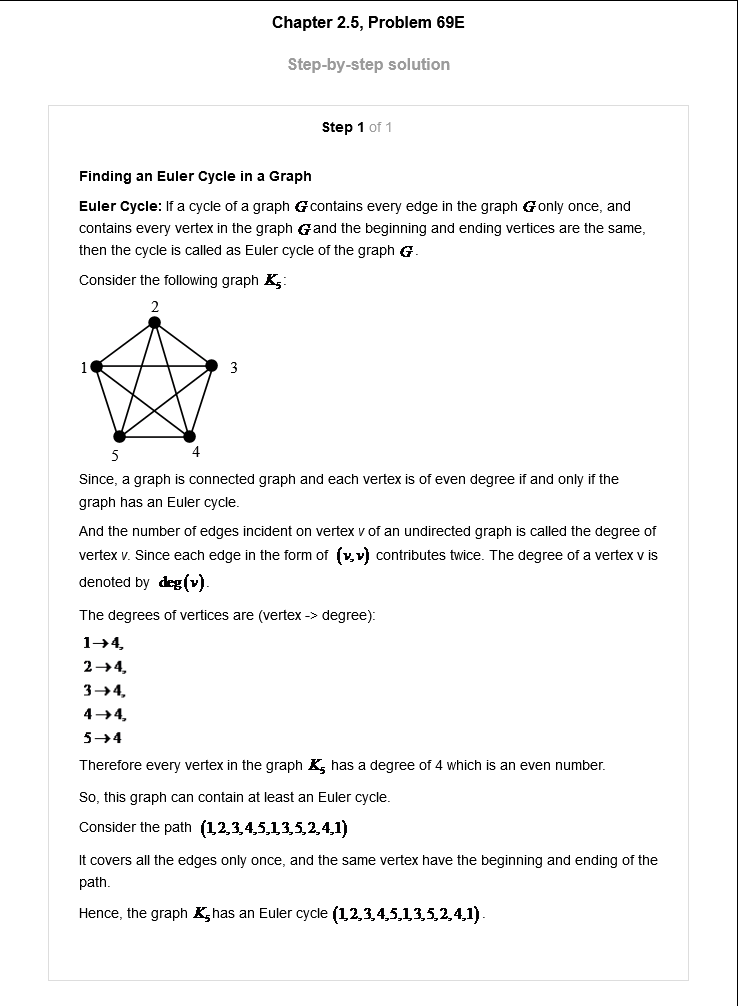 Chapter 2.5, Problem 69E
Step-by-step solution
Step 1 of 1
Finding an Euler Cycle in a Graph
Euler Cycle: If a cycle of a graph G contains every edge in the graph G only once, and
contains every vertex in the graph G and the beginning and ending vertices are the same,
then the cycle is called as Euler cycle of the graph G.
Consider the following graph K₅:
2
1
3
5
4
Since, a graph is connected graph and each vertex is of even degree if and only if the
graph has an Euler cycle.
And the number of edges incident on vertex v of an undirected graph is called the degree of
vertex v. Since each edge in the form of (v,v) contributes twice. The degree of a vertex v is
denoted by deg(v).
The degrees of vertices are (vertex -> degree):
1→4,
2→4,
3→4,
4→4,
5→4
Therefore every vertex in the graph K₅ has a degree of 4 which is an even number.
So, this graph can contain at least an Euler cycle.
Consider the path (1,2,3,4,5,1,3,5,2,4,1)
It covers all the edges only once, and the same vertex have the beginning and ending of the
path.
Hence, the graph K₅ has an Euler cycle (1,2,3,4,5,1,3,5,2,4,1).